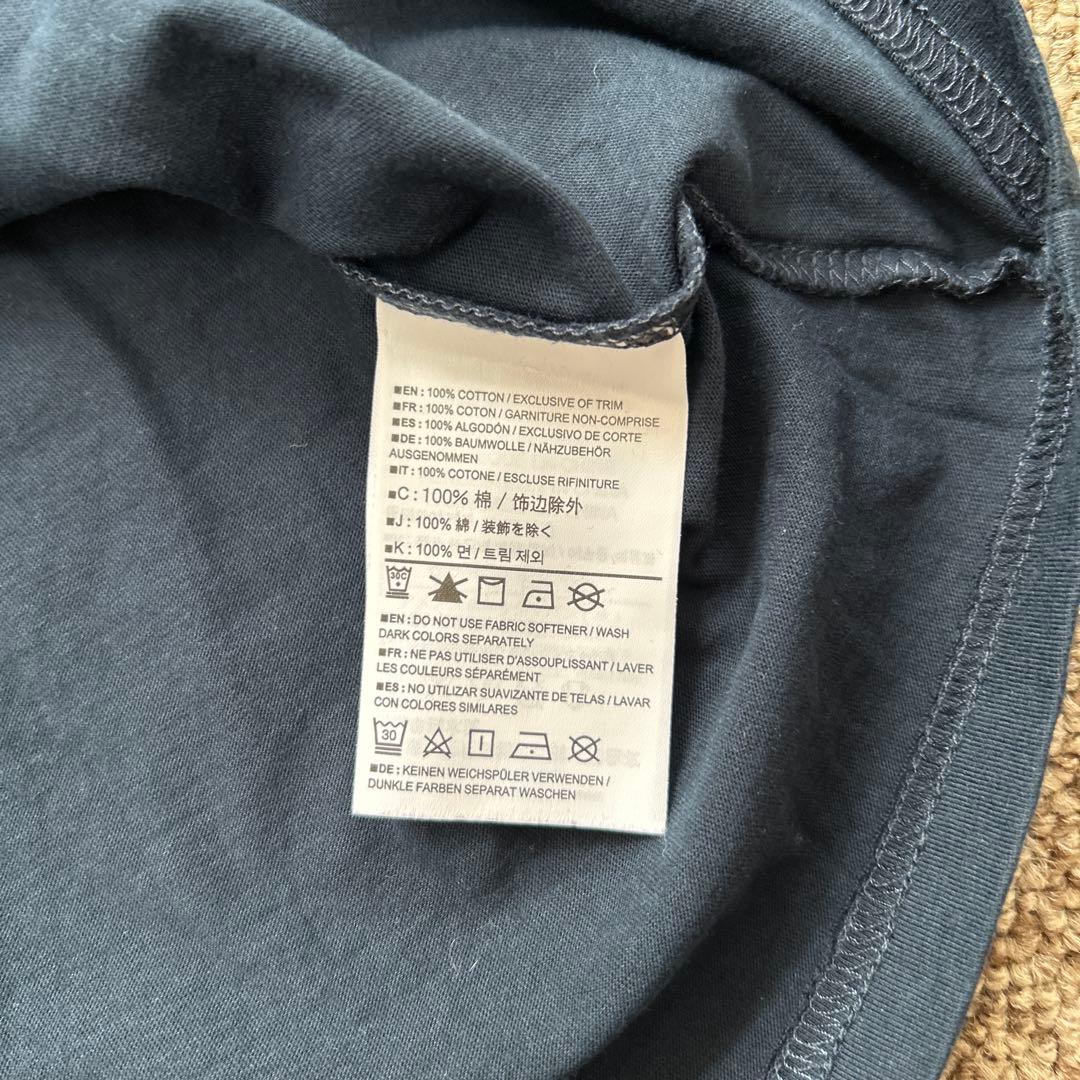 ■EN : 100% COTTON / EXCLUSIVE OF TRIM
■FR : 100% COTON / GARNITURE NON-COMPRISE
■ES : 100% ALGODÓN / EXCLUSIVO DE CORTE
■DE : 100% BAUMWOLLE / NÄHZUBEHÖR
AUSGENOMMEN
■IT : 100% COTONE / ESCLUSE RIFINITURE
■C : 100% 棉 / 饰边除外
■J : 100% 綿 / 装飾を除く
■K : 100% 면 / 트림 제외
30C
■EN : DO NOT USE FABRIC SOFTENER / WASH
DARK COLORS SEPARATELY
■FR : NE PAS UTILISER D'ASSOUPLISSANT / LAVER
LES COULEURS SÉPARÉMENT
■ES : NO UTILIZAR SUAVIZANTE DE TELAS / LAVAR
CON COLORES SIMILARES
30
■DE : KEINEN WEICHSPÜLER VERWENDEN /
DUNKLE FARBEN SEPARAT WASCHEN